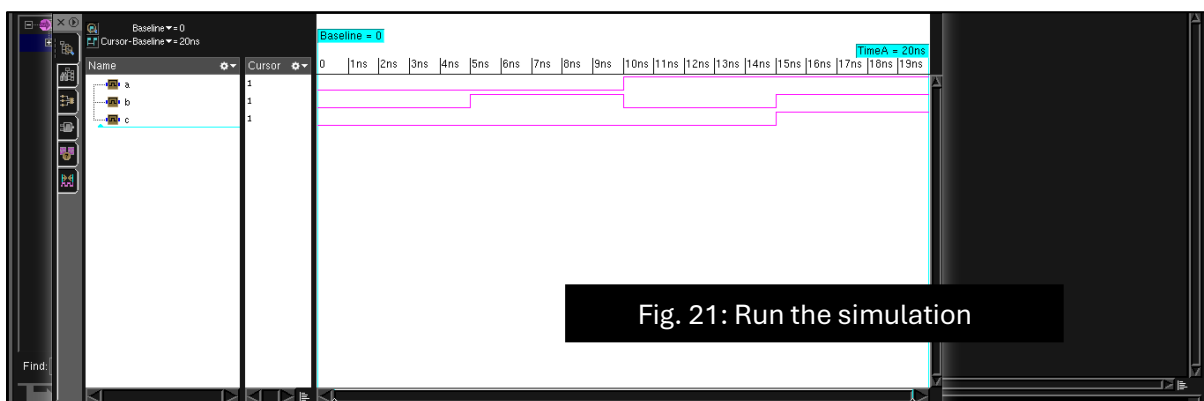 Baseline ▾= 0
Cursor-Baseline ▾= 20ns
Baseline = 0
TimeA = 20ns
Name Cursor 0 1ns 2ns 3ns 4ns 5ns 6ns 7ns 8ns 9ns 10ns 11ns 12ns 13ns 14ns 15ns 16ns 17ns 18ns 19ns
a 1
b 1
c 1
Fig. 21: Run the simulation
Find: